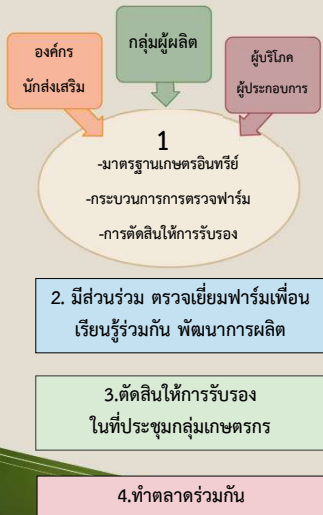 องค์กร
นักส่งเสริม
กลุ่มผู้ผลิต
ผู้บริโภค
ผู้ประกอบการ
1
-มาตรฐานเกษตรอินทรีย์
-กระบวนการการตรวจฟาร์ม
-การตัดสินให้การรับรอง
2. มีส่วนร่วม ตรวจเยี่ยมฟาร์มเพื่อน
เรียนรู้ร่วมกัน พัฒนาการผลิต
3.ตัดสินให้การรับรอง
ในที่ประชุมกลุ่มเกษตรกร
4.ทำตลาดร่วมกัน